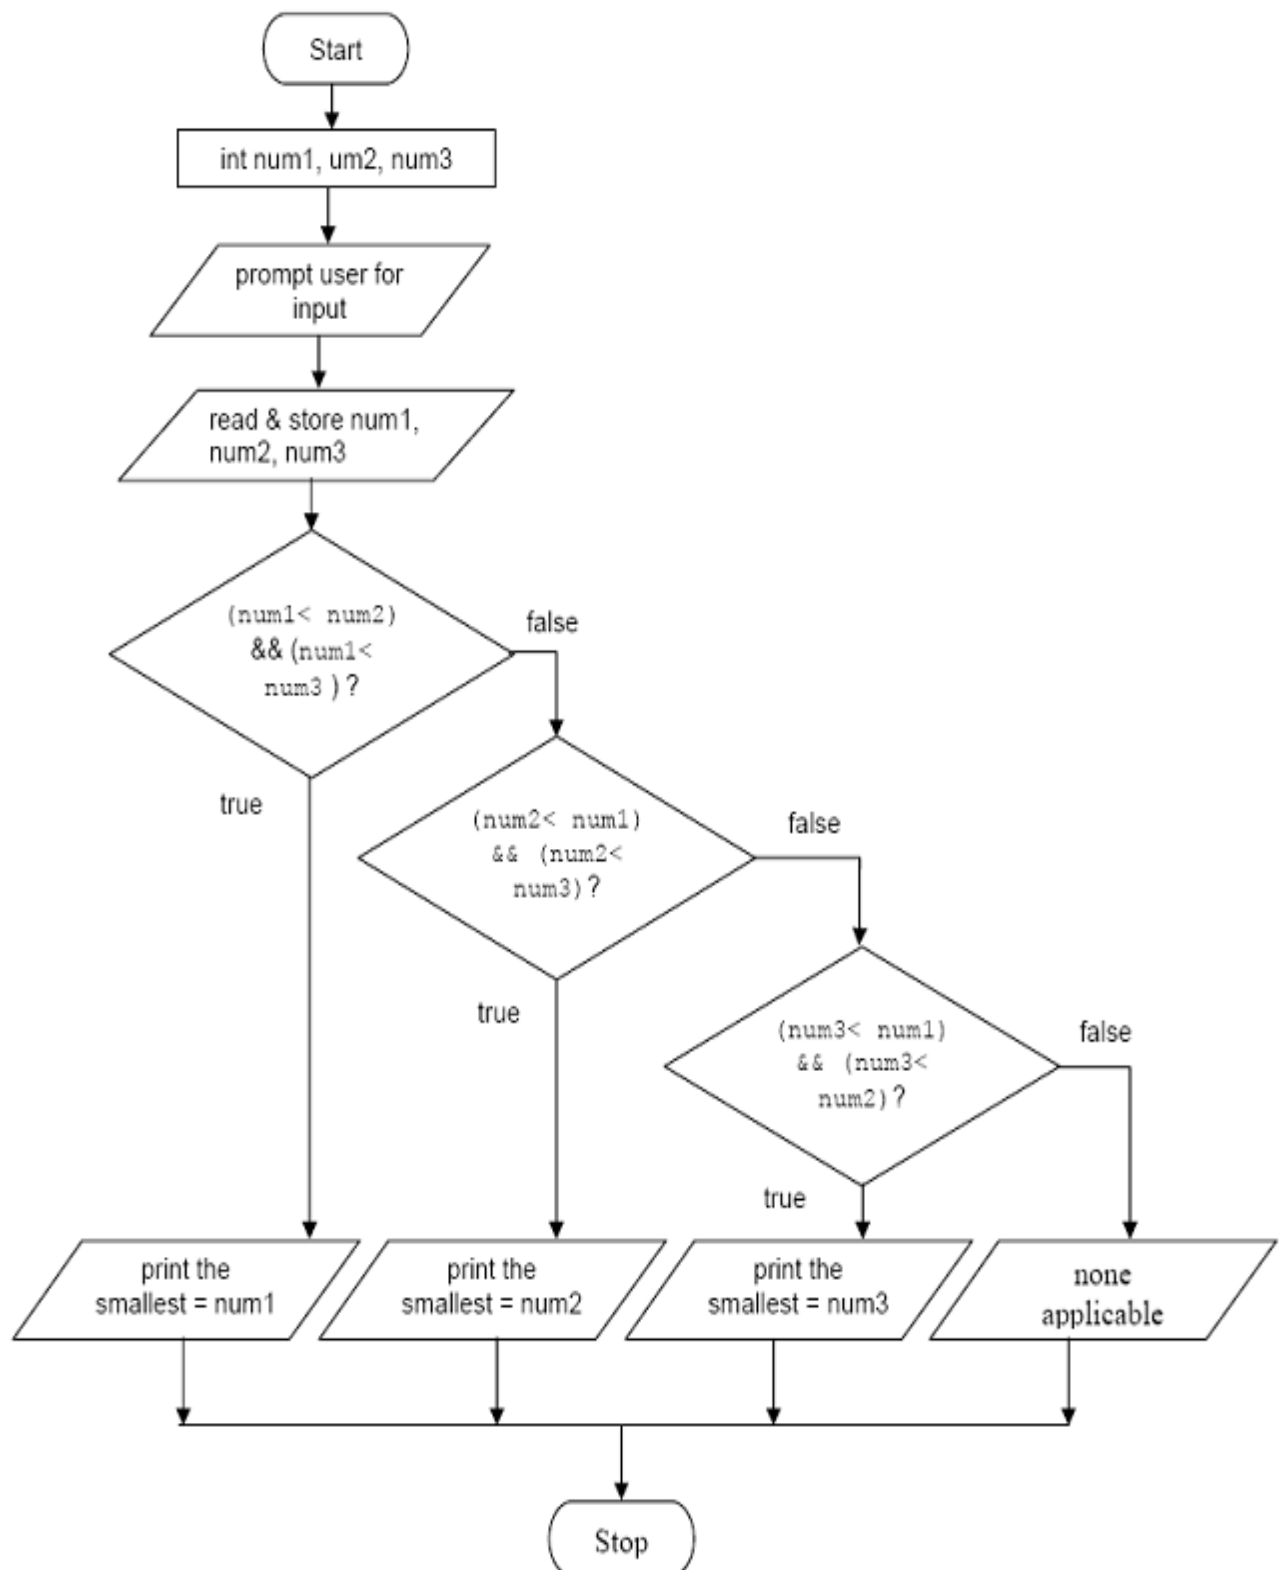 Start
int num1, um2, num3
prompt user for
input
read & store num1,
num2, num3
(num1< num2)
&& (num1<
num3 ) ?
false
true
(num2< num1)
&& (num2<
num3) ?
false
true
(num3< num1)
&& (num3<
num2) ?
false
true
print the
smallest = num1
print the
smallest = num2
print the
smallest = num3
none
applicable
Stop